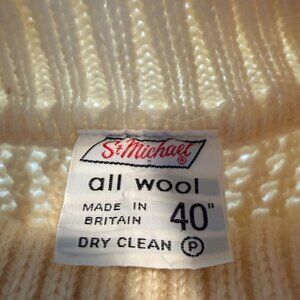 St Michael ®
all wool
MADE IN
BRITAIN 40"
DRY CLEAN Ⓟ